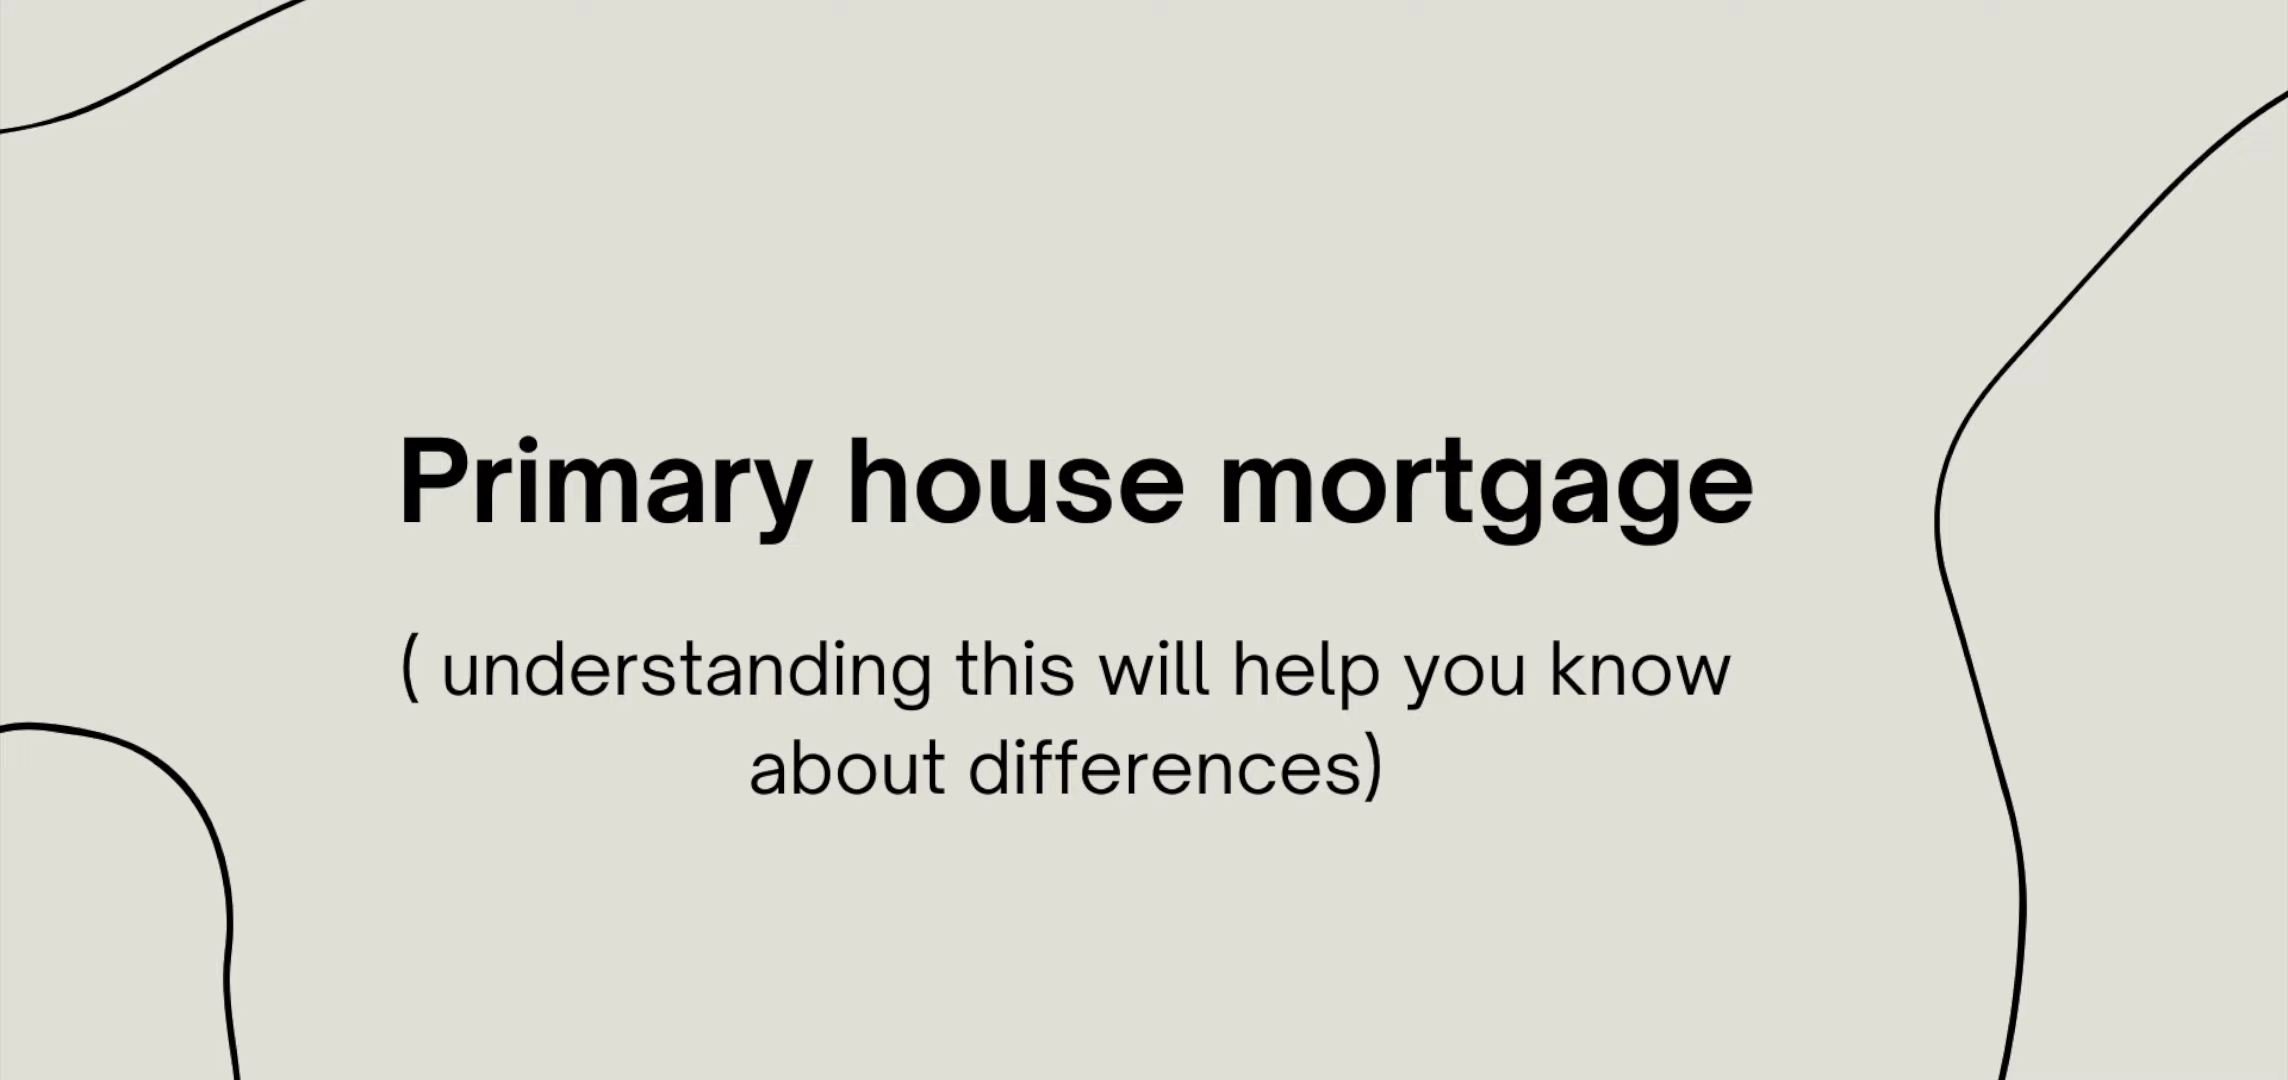 Primary house mortgage
( understanding this will help you know
about differences)